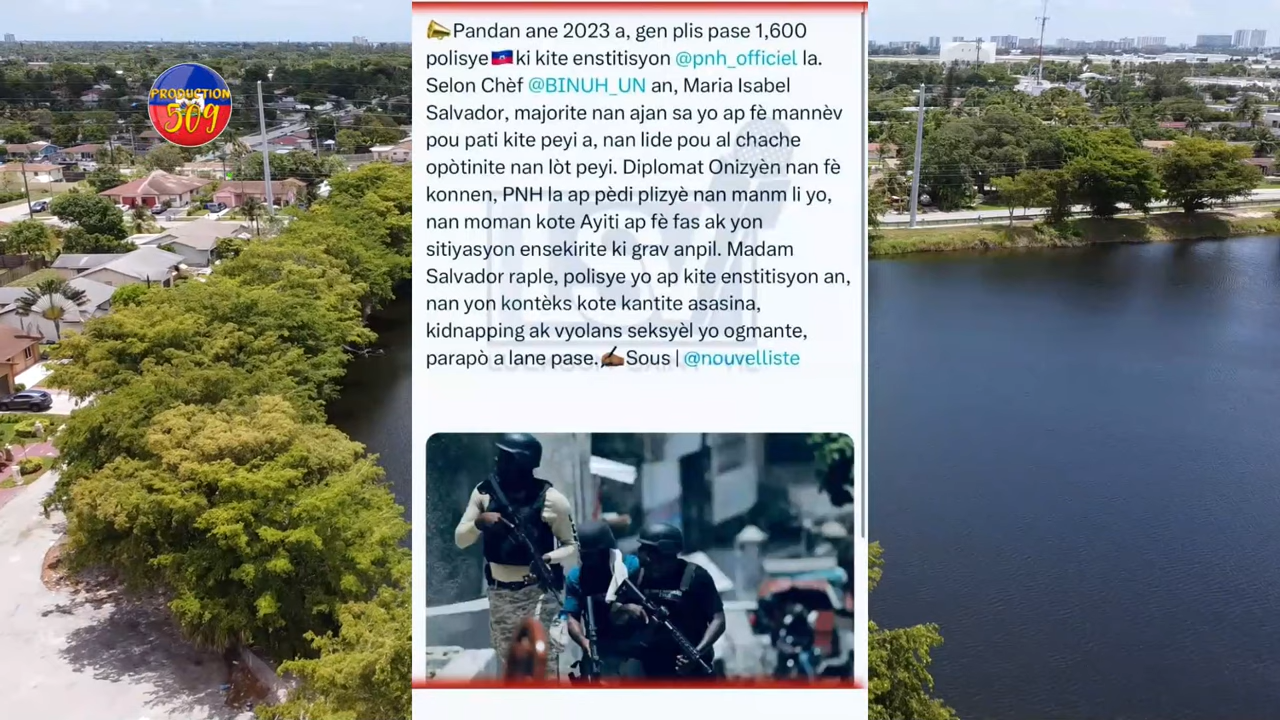 PRODUCTION
509
📣Pandan ane 2023 a, gen plis pase 1,600
polisye🇭🇹ki kite enstitisyon @pnh_officiel la.
Selon Chèf @BINUH_UN an, Maria Isabel
Salvador, majorite nan ajan sa yo ap fè mannèv
pou pati kite peyi a, nan lide pou al chache
opòtinite nan lòt peyi. Diplomat Onizyèn nan fè
konnen, PNH la ap pèdi plizyè nan manm li yo,
nan moman kote Ayiti ap fè fas ak yon
sitiyasyon ensekirite ki grav anpil. Madam
Salvador raple, polisye yo ap kite enstitisyon an,
nan yon kontèks kote kantite asasina,
kidnapping ak vyolans seksyèl yo ogmante,
parapò a lane pase.✍🏾Sous | @nouvelliste